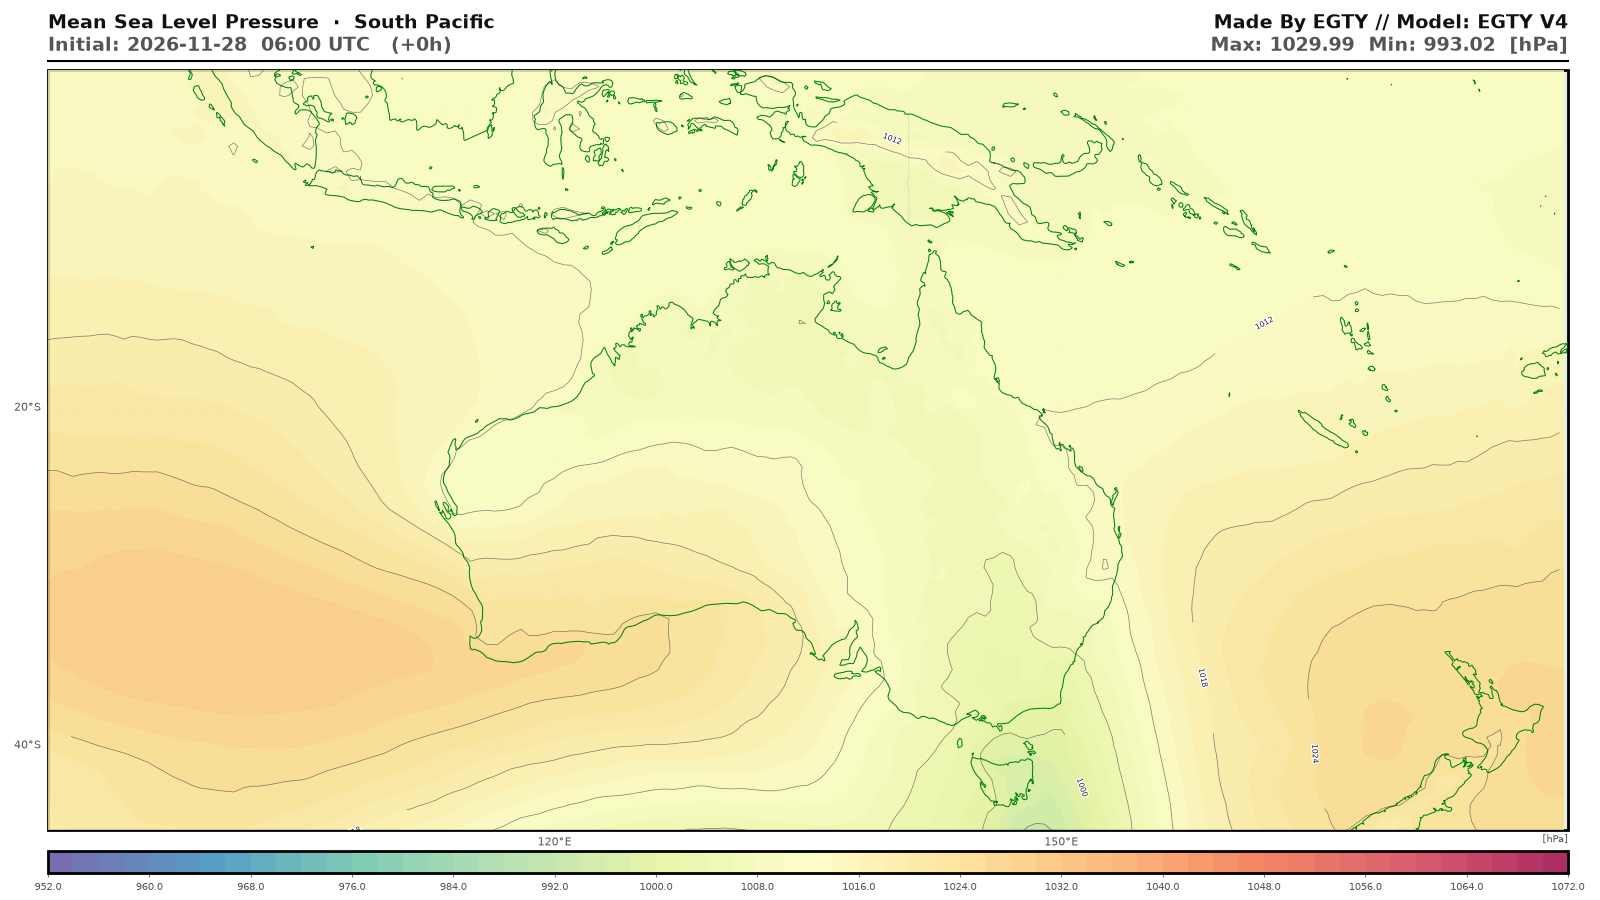 Mean Sea Level Pressure · South Pacific
Made By EGTY // Model: EGTY V4
Initial: 2026-11-28 06:00 UTC (+0h)
Max: 1029.99 Min: 993.02 [hPa]
1012
1012
20°S
1018
40°S
1024
1000
120°E
150°E
[hPa]
952.0 960.0 968.0 976.0 984.0 992.0 1000.0 1008.0 1016.0 1024.0 1032.0 1040.0 1048.0 1056.0 1064.0 1072.0